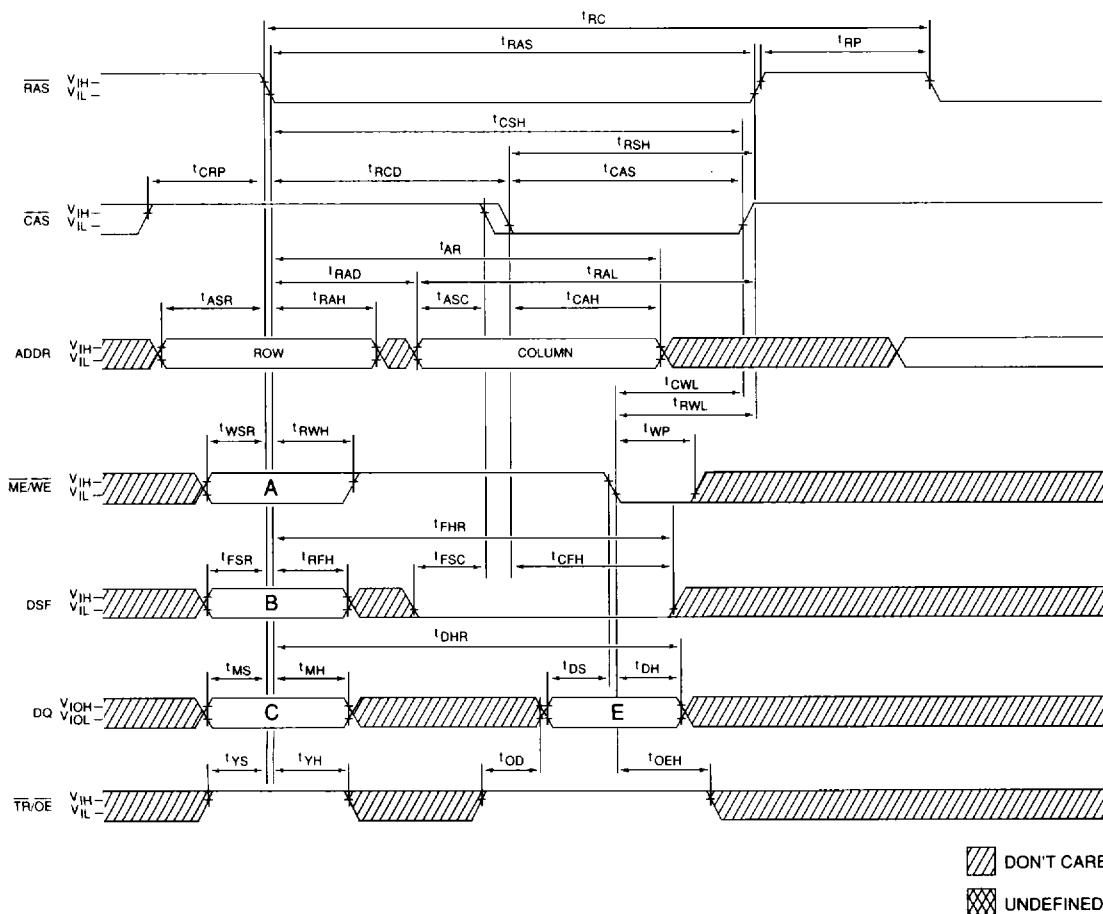 tRC
tRAS tRP
RAS VIH VIL
tCSH
tRSH
tCRP tRCD tCAS
CAS VIH VIL
tAR
tRAD tRAL
tASR tRAH tASC tCAH
ADDR VIH VIL ROW COLUMN
tCWL
tRWL
tWSR tRWH tWP
ME/WE VIH VIL A
tFHR
tFSR tRFH tFSC tCFH
DSF VIH VIL B
tDHR
tMS tMH tDS tDH
DQ VIOH VIOL C E
tYS tYH tOD tOEH
TR/OE VIH VIL
DON'T CARE
UNDEFINED